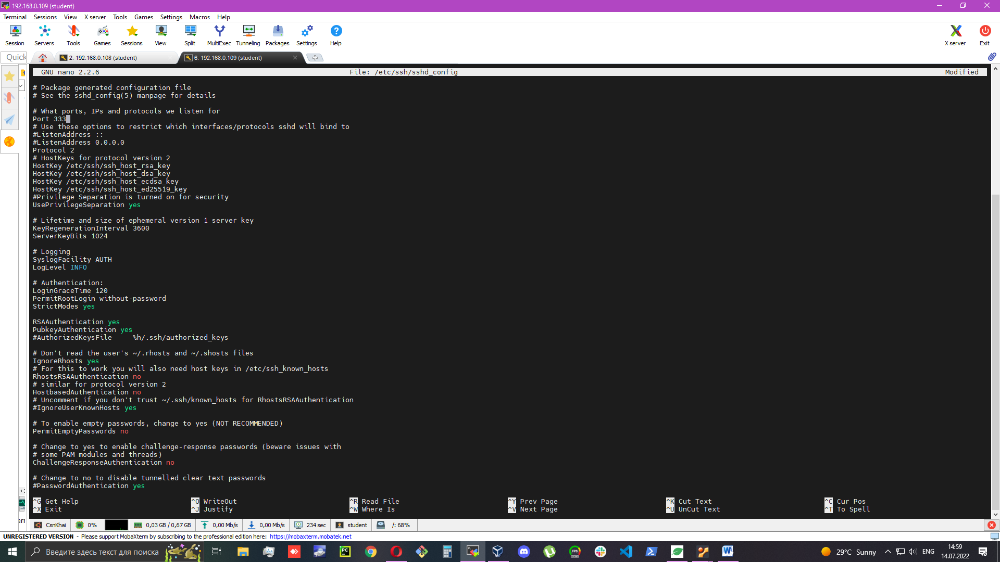 192.168.0.109 (student)
Terminal Sessions View X server Tools Games Settings Macros Help
Session Servers Tools Games Sessions View Split MultiExec Tunneling Packages Settings Help X server Exit
Quick 2. 192.168.0.108 (student) 6. 192.168.0.109 (student)
GNU nano 2.2.6 File: /etc/ssh/sshd_config Modified
# Package generated configuration file
# See the sshd_config(5) manpage for details
# What ports, IPs and protocols we listen for
Port 333
# Use these options to restrict which interfaces/protocols sshd will bind to
#ListenAddress ::
#ListenAddress 0.0.0.0
Protocol 2
# HostKeys for protocol version 2
HostKey /etc/ssh/ssh_host_rsa_key
HostKey /etc/ssh/ssh_host_dsa_key
HostKey /etc/ssh/ssh_host_ecdsa_key
HostKey /etc/ssh/ssh_host_ed25519_key
#Privilege Separation is turned on for security
UsePrivilegeSeparation yes
# Lifetime and size of ephemeral version 1 server key
KeyRegenerationInterval 3600
ServerKeyBits 1024
# Logging
SyslogFacility AUTH
LogLevel INFO
# Authentication:
LoginGraceTime 120
PermitRootLogin without-password
StrictModes yes
RSAAuthentication yes
PubkeyAuthentication yes
#AuthorizedKeysFile %h/.ssh/authorized_keys
# Don't read the user's ~/.rhosts and ~/.shosts files
IgnoreRhosts yes
# For this to work you will also need host keys in /etc/ssh_known_hosts
RhostsRSAAuthentication no
# similar for protocol version 2
HostbasedAuthentication no
# Uncomment if you don't trust ~/.ssh/known_hosts for RhostsRSAAuthentication
#IgnoreUserKnownHosts yes
# To enable empty passwords, change to yes (NOT RECOMMENDED)
PermitEmptyPasswords no
# Change to yes to enable challenge-response passwords (beware issues with
# some PAM modules and threads)
ChallengeResponseAuthentication no
# Change to no to disable tunnelled clear text passwords
#PasswordAuthentication yes
^G Get Help ^O WriteOut ^R Read File ^Y Prev Page ^K Cut Text ^C Cur Pos
^X Exit ^J Justify ^W Where Is ^V Next Page ^U UnCut Text ^T To Spell
CsnKhai 0% 0,03 GB / 0,67 GB 0,00 Mb/s 0,00 Mb/s 234 sec student /: 68%
UNREGISTERED VERSION - Please support MobaXterm by subscribing to the professional edition here: https://mobaxterm.mobatek.net
Введите здесь текст для поиска 29°C Sunny ENG 14:59
14.07.2022